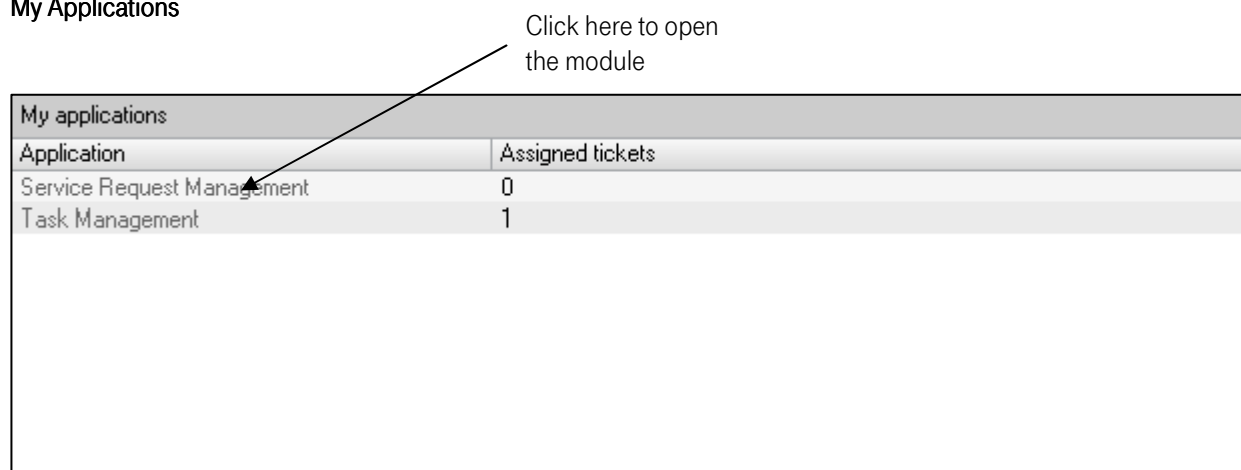 My Applications
Click here to open
the module
My applications
Application Assigned tickets
Service Request Management 0
Task Management 1